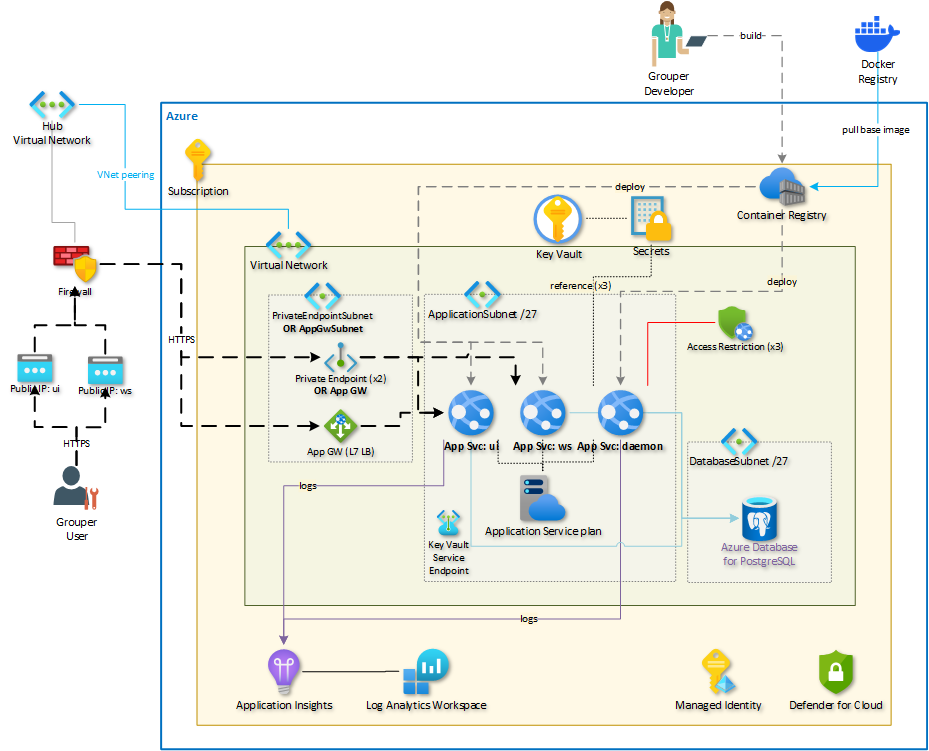 build
Grouper
Developer
Docker
Registry
Hub
Virtual Network
Azure
pull base image
VNet peering
Subscription
deploy
Container Registry
Key Vault
Secrets
Virtual Network
Firewall
reference (x3)
deploy
PrivateEndpointSubnet
OR AppGwSubnet
ApplicationSubnet /27
HTTPS
Access Restriction (x3)
Private Endpoint (x2)
OR App GW
Public IP: ui
Public IP: ws
HTTPS
App GW (L7 LB)
App Svc: ui
App Svc: ws
App Svc: daemon
DatabaseSubnet /27
logs
Grouper
User
Application Service plan
Key Vault
Service
Endpoint
Azure Database
for PostgreSQL
logs
Application Insights
Log Analytics Workspace
Managed Identity
Defender for Cloud